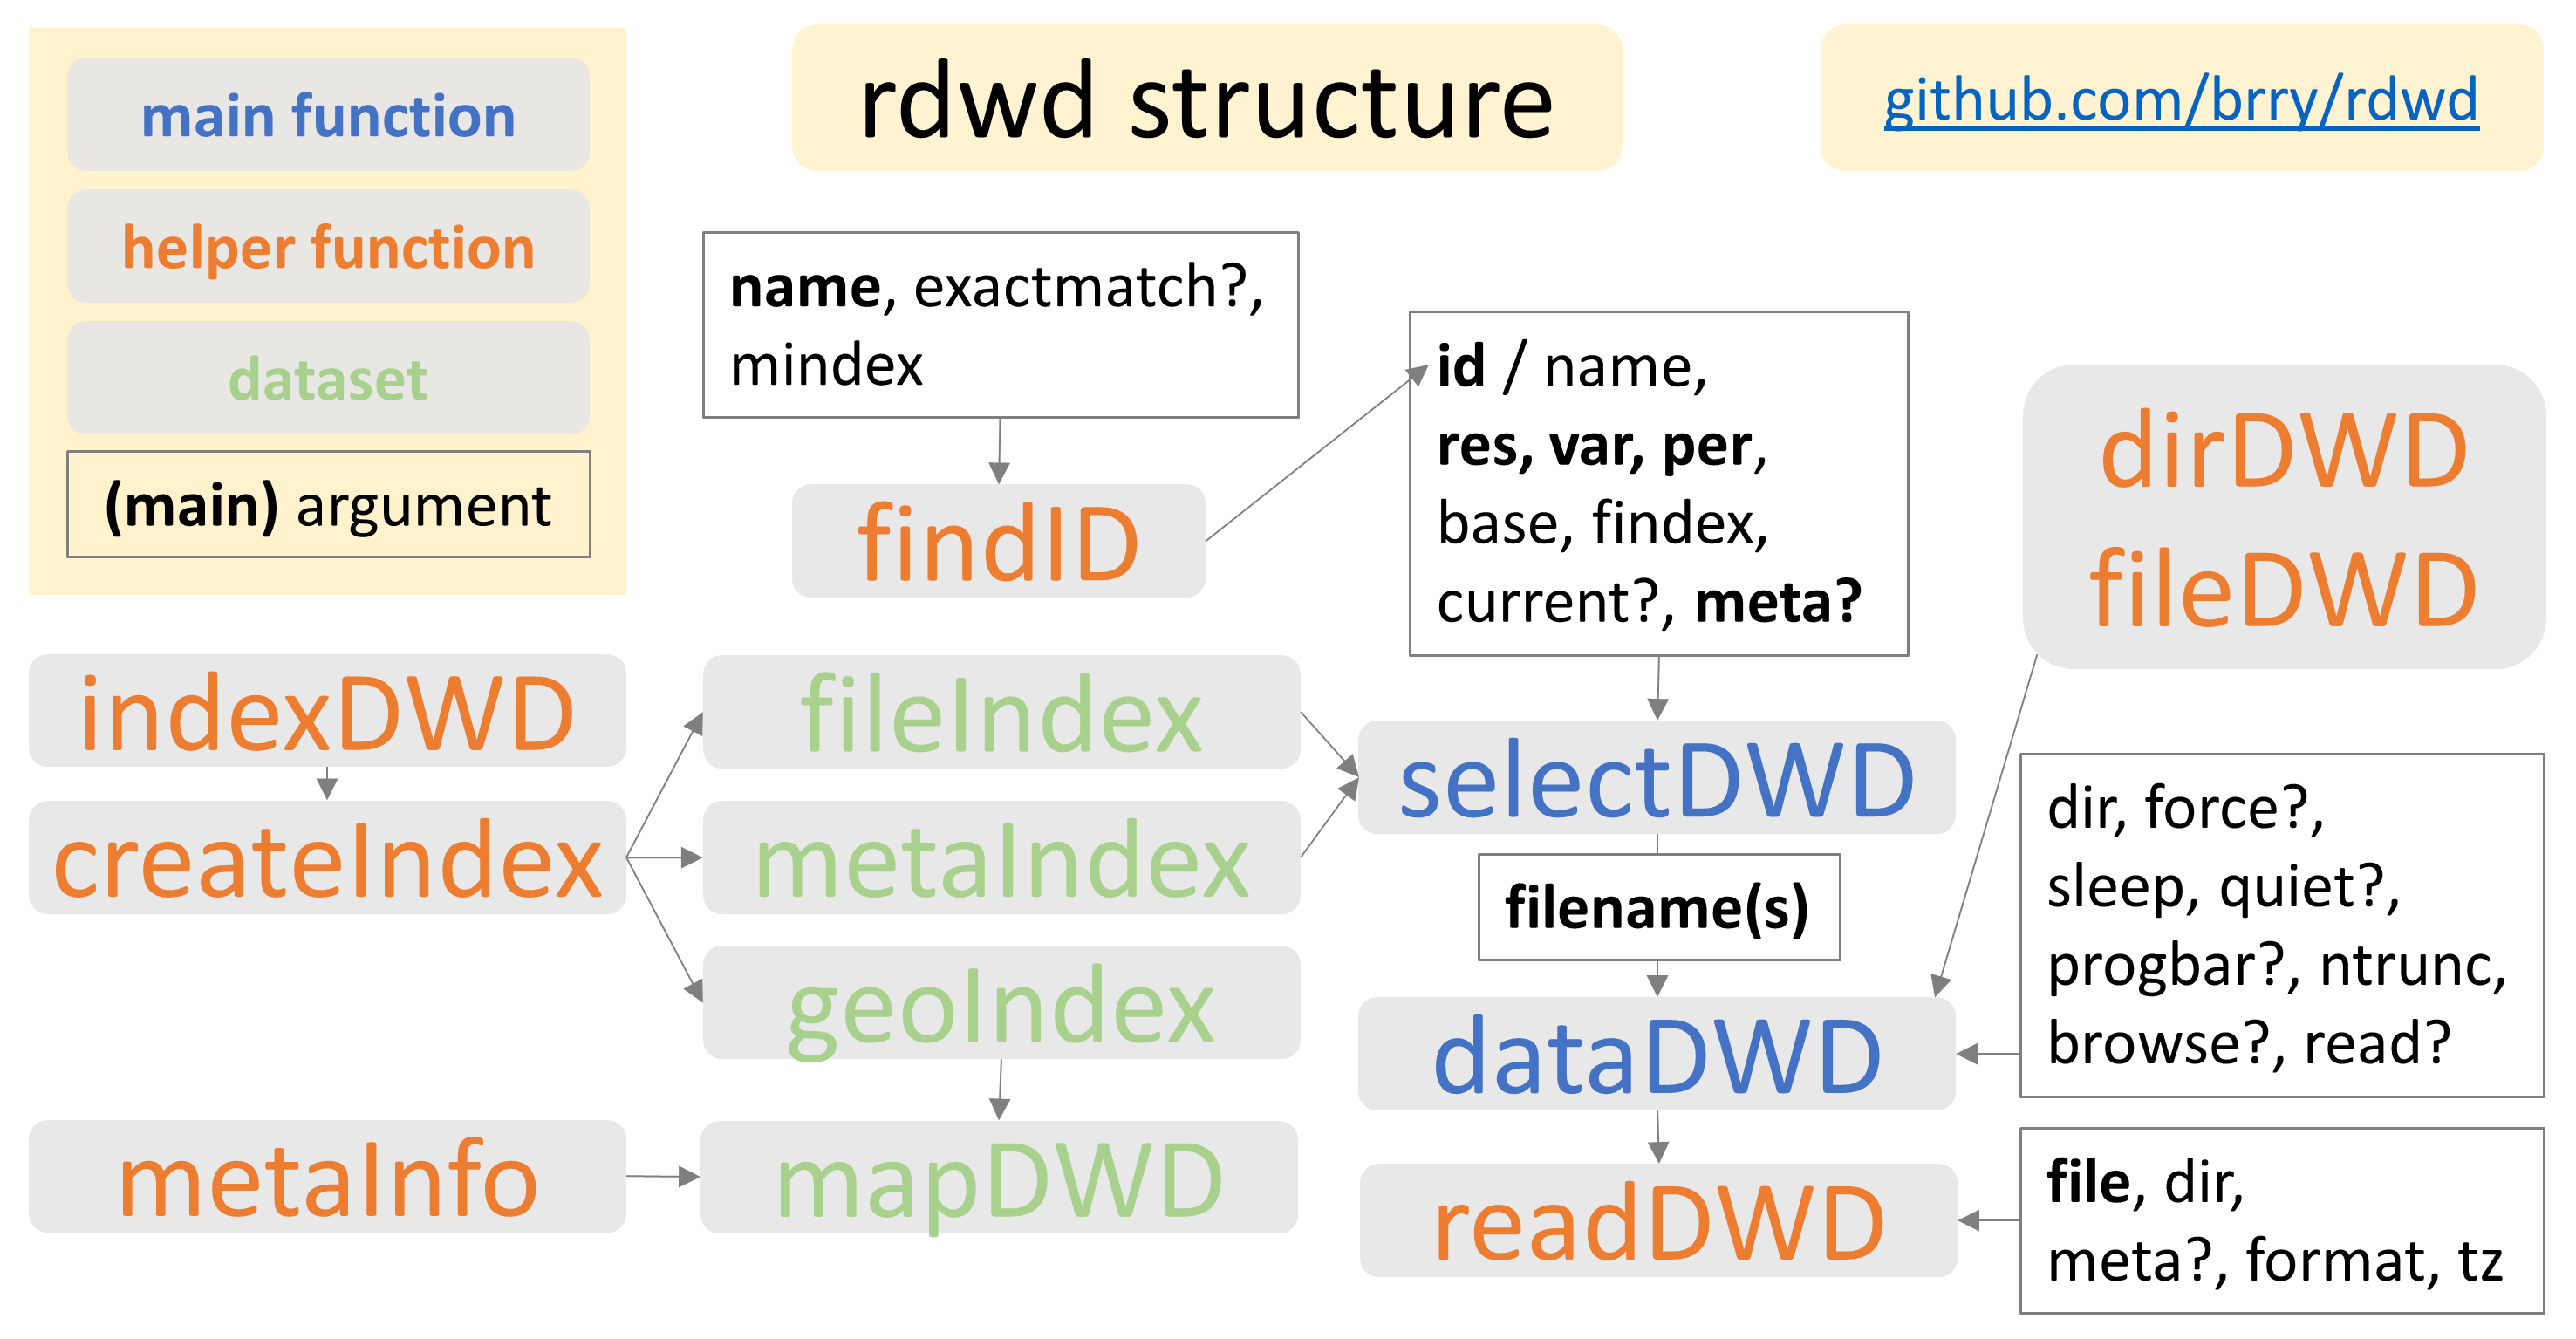 main function
helper function
dataset
(main) argument
rdwd structure
github.com/brry/rdwd
name, exactmatch?,
mindex
findID
id / name,
res, var, per,
base, findex,
current?, meta?
dirDWD
fileDWD
indexDWD
createIndex
fileIndex
metaIndex
geoIndex
selectDWD
filename(s)
dataDWD
dir, force?,
sleep, quiet?,
progbar?, ntrunc,
browse?, read?
metaInfo
mapDWD
readDWD
file, dir,
meta?, format, tz